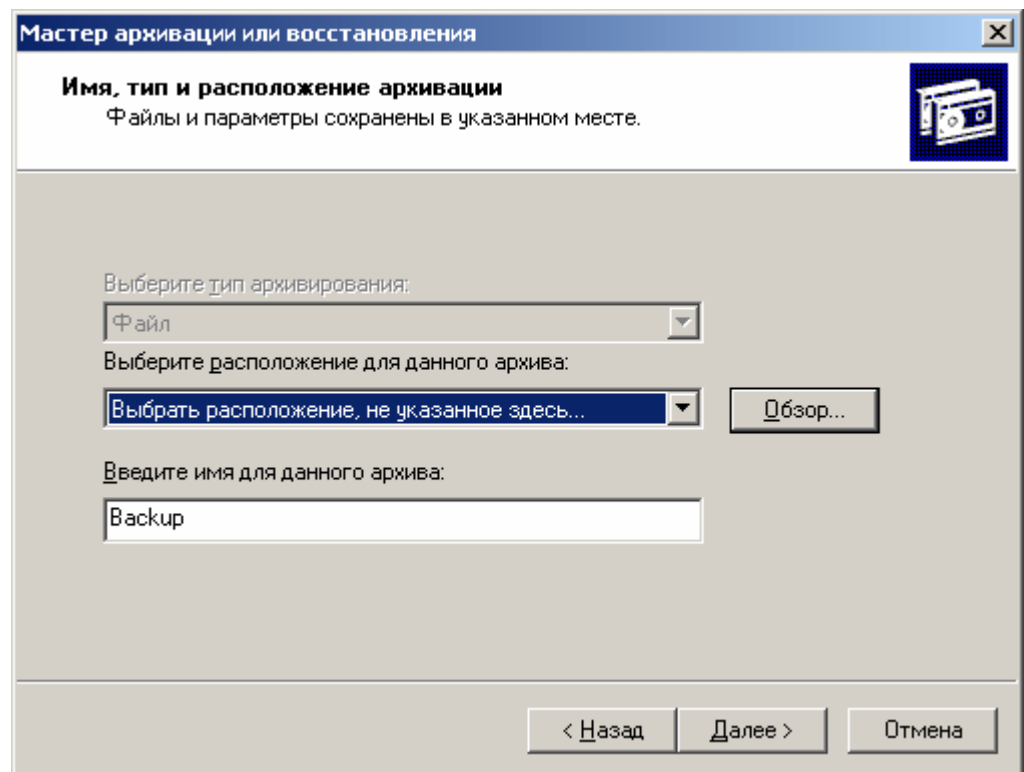 Мастер архивации или восстановления
Имя, тип и расположение архивации
Файлы и параметры сохранены в указанном месте.
Выберите тип архивирования:
Файл
Выберите расположение для данного архива:
Выбрать расположение, не указанное здесь...
Обзор...
Введите имя для данного архива:
Backup
< Назад Далее > Отмена